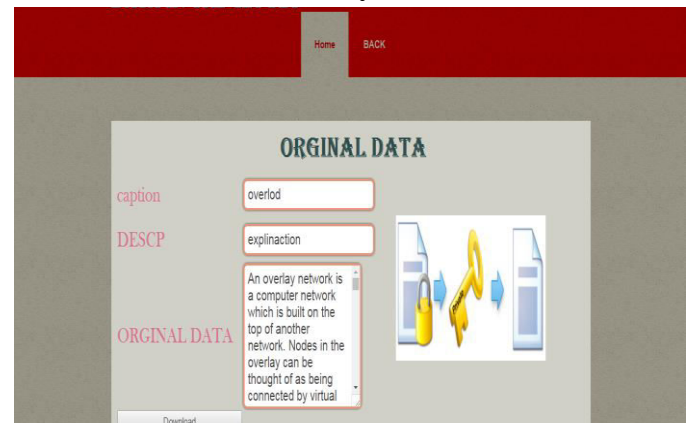 Home BACK
ORGINAL DATA
caption overlod
DESCP explinaction
ORGINAL DATA
An overlay network is
a computer network
which is built on the
top of another
network. Nodes in the
overlay can be
thought of as being
connected by virtual
Private
Download